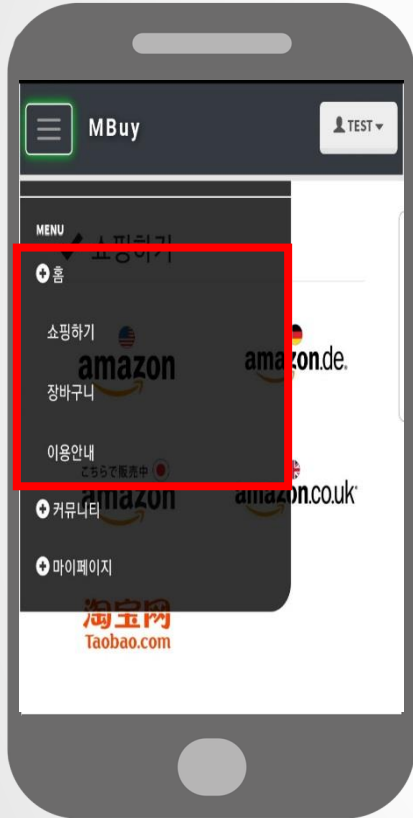 MBuy
TEST
MENU
쇼핑하기
홈
쇼핑하기
amazon
amazon.de.
장바구니
이용안내
こちらで販売中
amazon
amazon.co.uk
커뮤니티
마이페이지
淘宝网
Taobao.com